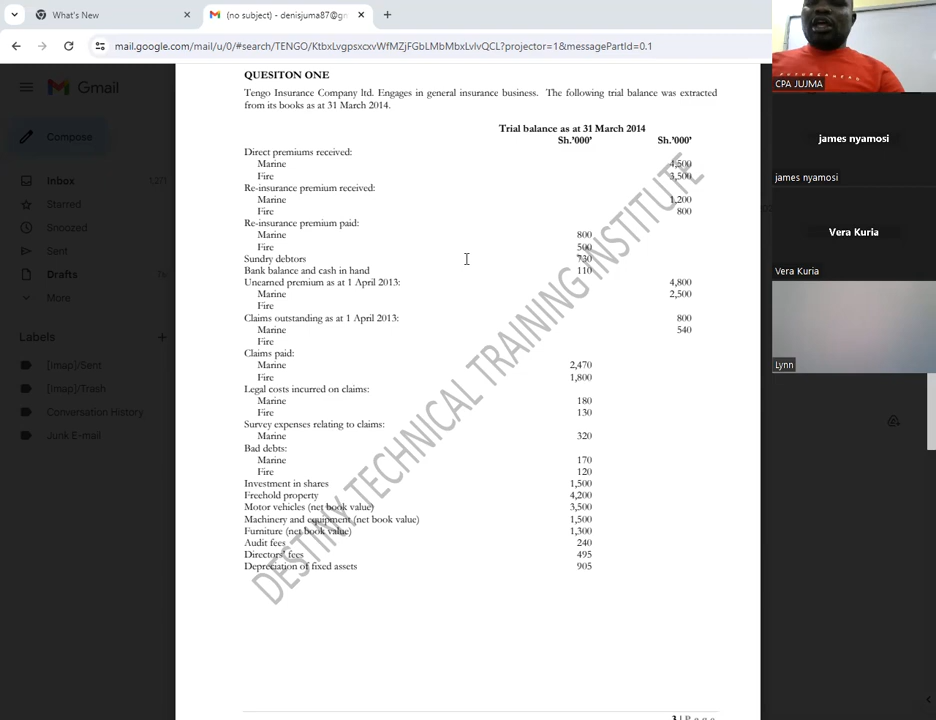 What's New
(no subject) - denisjuma87@gm
mail.google.com/mail/u/0/#search/TENGO/KtbxLvgpsxcxvWfMZjFGbLMbMbxLvlvQCL?projector=1&messagePartId=0.1
Gmail
Compose
Inbox 7,271
Starred
Snoozed
Sent
Drafts
More
Labels
[Imap]/Sent
[Imap]/Trash
Conversation History
Junk E-mail
QUESITON ONE
Tengo Insurance Company ltd. Engages in general insurance business. The following trial balance was extracted
from its books as at 31 March 2014.
Trial balance as at 31 March 2014
Sh.'000' Sh.'000'
Direct premiums received:
Marine 4,500
Fire 3,500
Re-insurance premium received:
Marine 1,200
Fire 800
Re-insurance premium paid:
Marine 800
Fire 500
Sundry debtors 730
Bank balance and cash in hand 110
Unearned premium as at 1 April 2013: 4,800
Marine 2,500
Fire
Claims outstanding as at 1 April 2013: 800
Marine 540
Fire
Claims paid:
Marine 2,470
Fire 1,800
Legal costs incurred on claims:
Marine 180
Fire 130
Survey expenses relating to claims:
Marine 320
Bad debts:
Marine 170
Fire 120
Investment in shares 1,500
Freehold property 4,200
Motor vehicles (net book value) 3,500
Machinery and equipment (net book value) 1,500
Furniture (net book value) 1,300
Audit fees 240
Directors' fees 495
Depreciation of fixed assets 905
DESTINY TECHNICAL TRAINING INSTITUTE
3 | P a g e
CPA JUJMA
james nyamosi
james nyamosi
Vera Kuria
Vera Kuria
Lynn